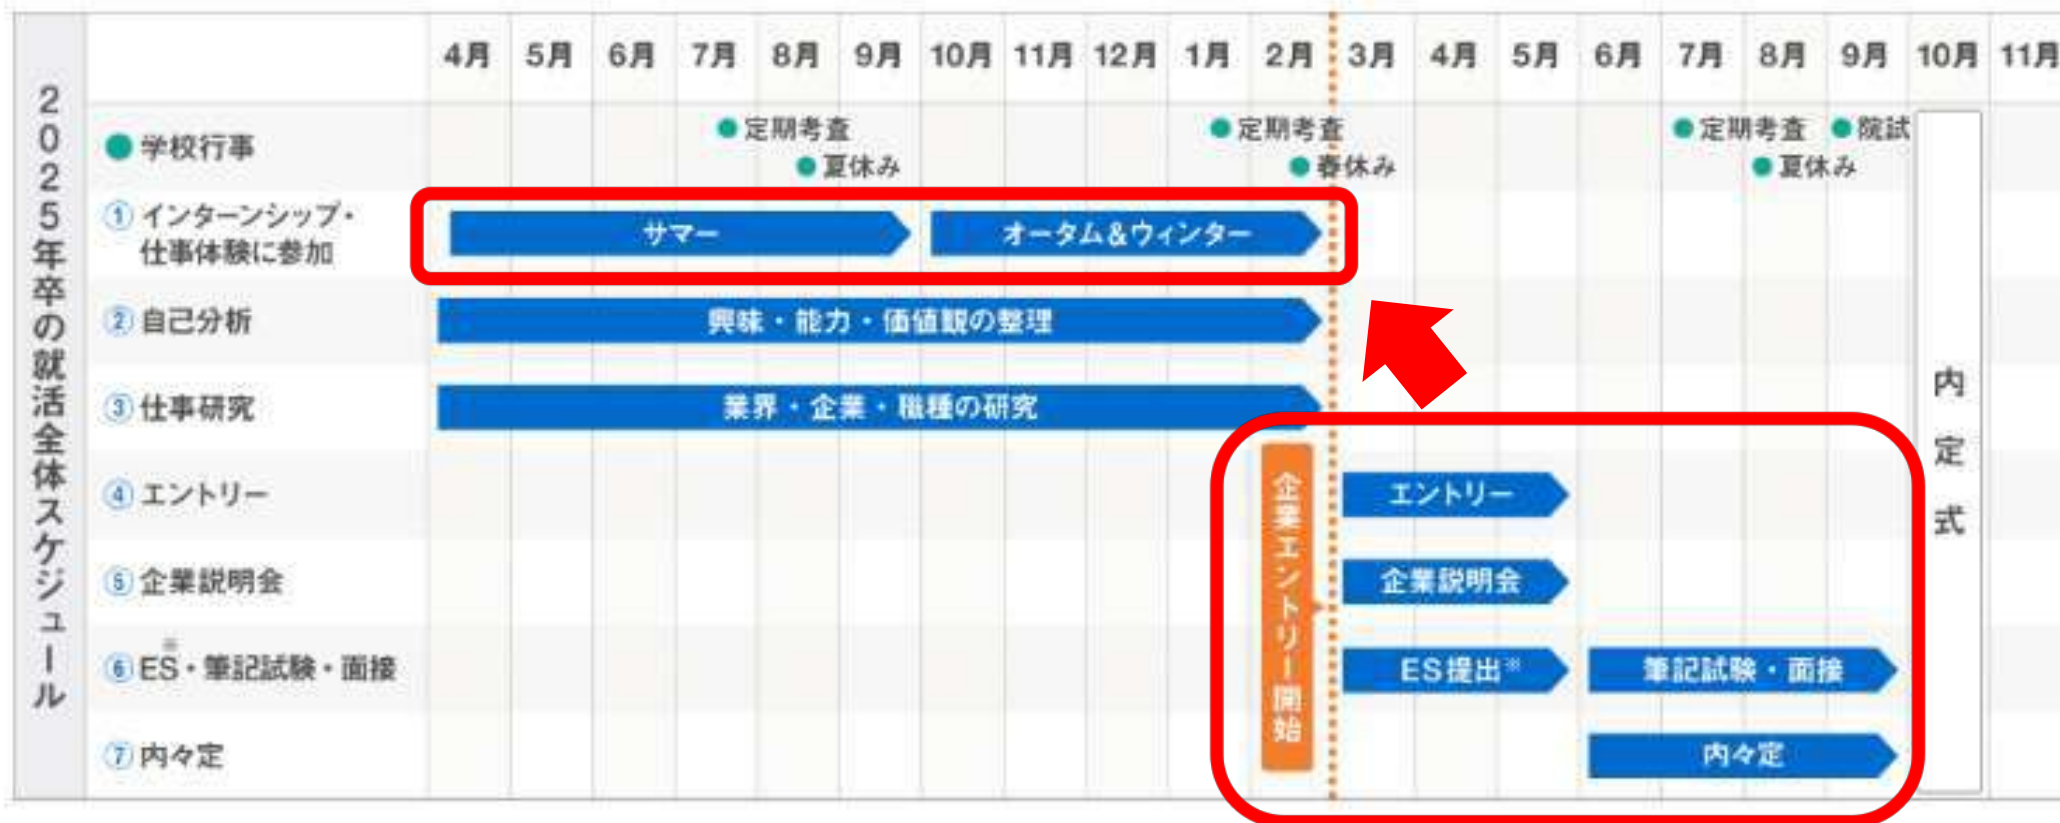 2025年卒の就活全体スケジュール
4月 5月 6月 7月 8月 9月 10月 11月 12月 1月 2月 3月 4月 5月 6月 7月 8月 9月 10月 11月
学校行事
定期考査 定期考査 定期考査 院試
夏休み 春休み 夏休み
①インターンシップ・
仕事体験に参加
サマー オータム&ウィンター
②自己分析 興味・能力・価値観の整理
③仕事研究 業界・企業・職種の研究
④エントリー エントリー
⑤企業説明会 企業説明会
⑥ES※・筆記試験・面接 ES提出※ 筆記試験・面接
⑦内々定 内々定
企業エントリー開始
内定式